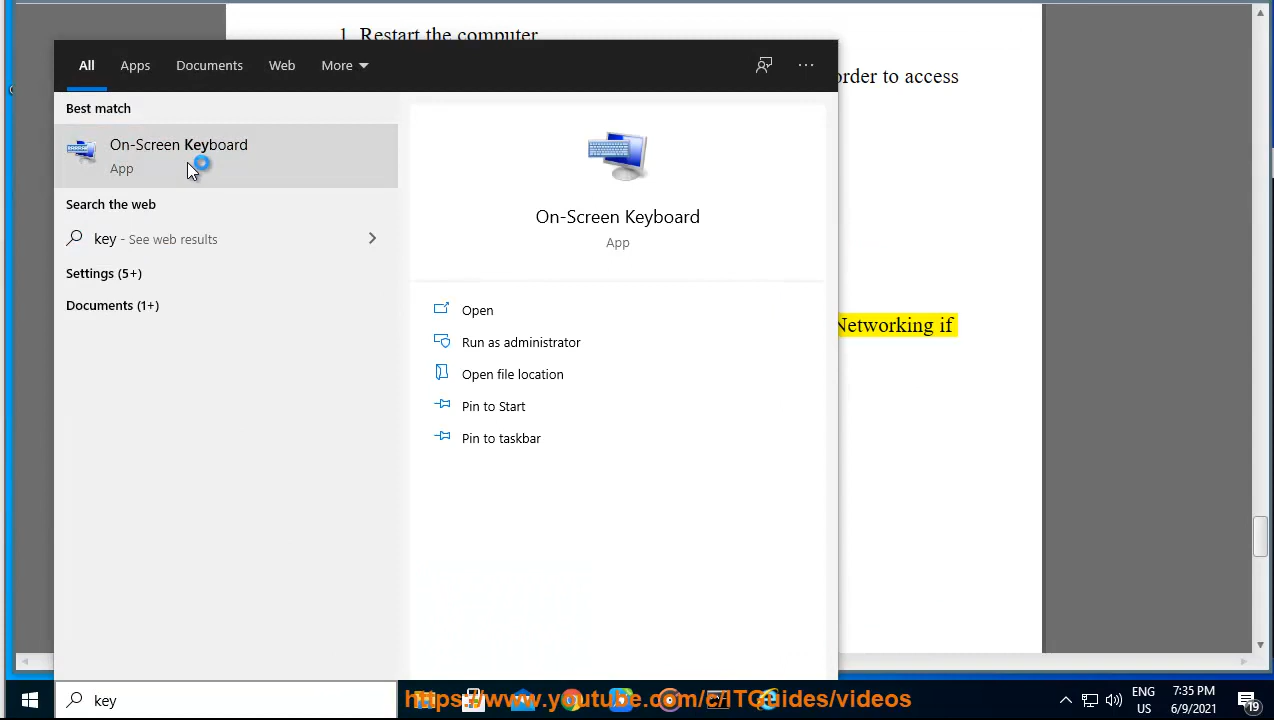 1. Restart the computer
order to access
All
Apps
Documents
Web
More
Best match
On-Screen Keyboard
App
Search the web
key - See web results
Settings (5+)
Documents (1+)
On-Screen Keyboard
App
Open
Run as administrator
Open file location
Pin to Start
Pin to taskbar
Networking if
key
https://www.youtube.com/c/ITGuides/videos
ENG
US
7:35 PM
6/9/2021
19